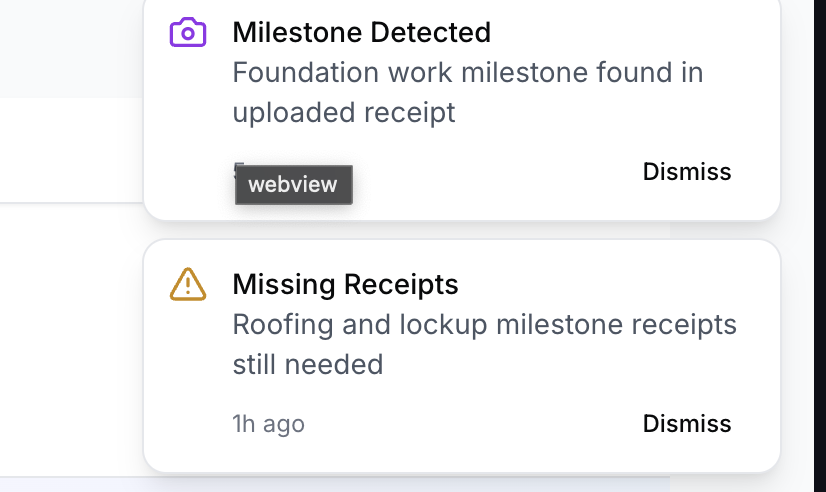 Milestone Detected
Foundation work milestone found in
uploaded receipt
webview
Dismiss
Missing Receipts
Roofing and lockup milestone receipts
still needed
1h ago
Dismiss